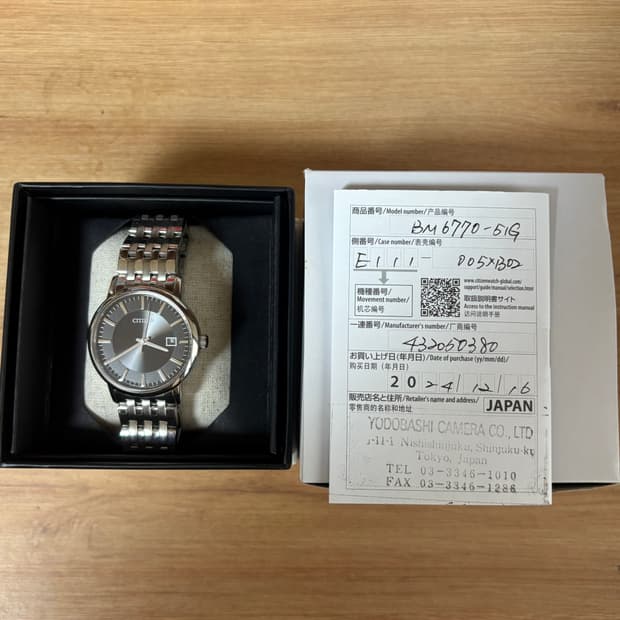 CITIZEN
商品番号/Model number/产品编号
BM6770-51G
側番号/Case number/表壳编号
E111- 005XB02
機種番号/
Movement number/
机芯编号
www.citizenwatch-global.com/
support/guide/manual/selection.html
取扱説明書サイト
Access to the instruction manual
访问说明手册
一連番号/Manufacturer's number/厂商编号
432060380
お買い上げ日(年月日)/Date of purchase (yy/mm/dd)/
购买日期(年月日)
2024/12/16
販売店名と住所/Retailer's name and address/
零售商的名称和地址
JAPAN
YODOBASHI CAMERA CO., LTD
1-11-1 Nishishinjuku, Shinjuku-ku
Tokyo, Japan
TEL 03-3346-1010
FAX 03-3346-1286